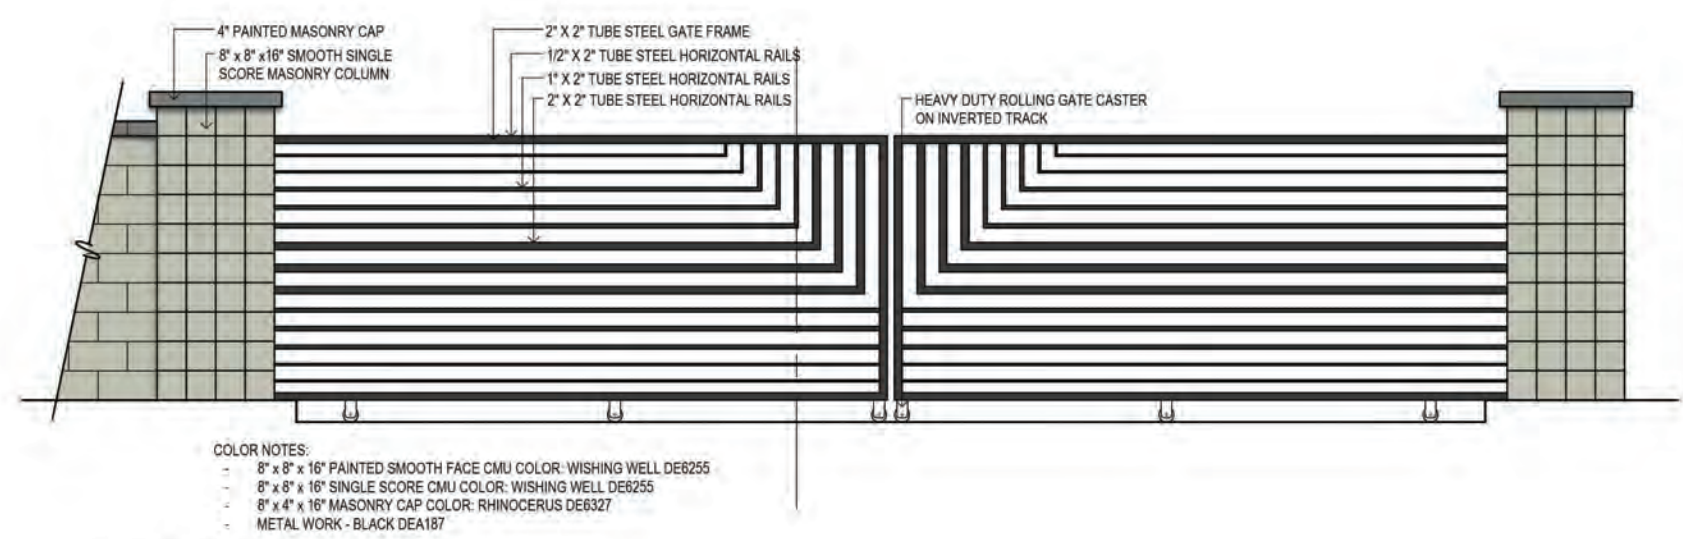 4" PAINTED MASONRY CAP
8" x 8" x16" SMOOTH SINGLE
SCORE MASONRY COLUMN
2" X 2" TUBE STEEL GATE FRAME
1/2" X 2" TUBE STEEL HORIZONTAL RAILS
1" X 2" TUBE STEEL HORIZONTAL RAILS
2" X 2" TUBE STEEL HORIZONTAL RAILS
HEAVY DUTY ROLLING GATE CASTER
ON INVERTED TRACK
COLOR NOTES:
- 8" x 8" x 16" PAINTED SMOOTH FACE CMU COLOR: WISHING WELL DE6255
- 8" x 8" x 16" SINGLE SCORE CMU COLOR: WISHING WELL DE6255
- 8" x 4" x 16" MASONRY CAP COLOR: RHINOCERUS DE6327
- METAL WORK - BLACK DEA187